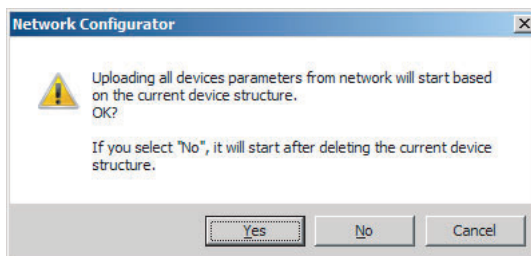 Network Configurator
Uploading all devices parameters from network will start based
on the current device structure.
OK?
If you select "No", it will start after deleting the current device
structure.
Yes
No
Cancel